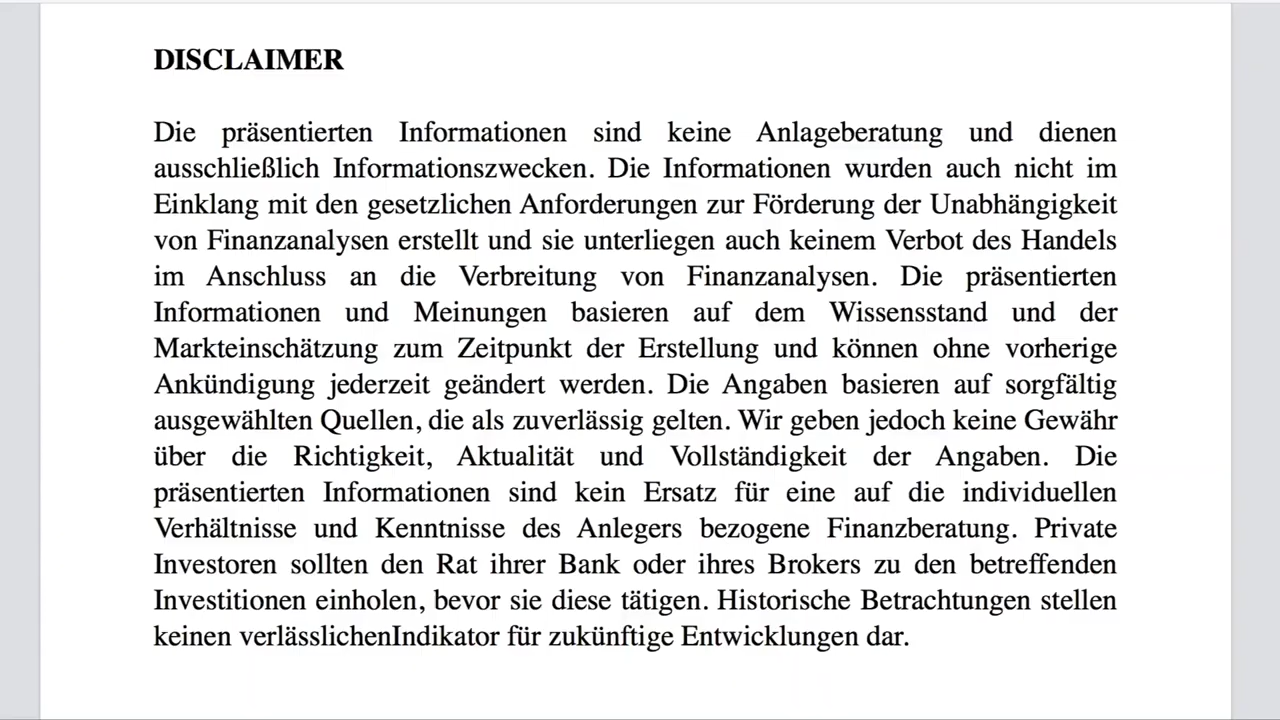 DISCLAIMER
Die präsentierten Informationen sind keine Anlageberatung und dienen
ausschließlich Informationszwecken. Die Informationen wurden auch nicht im
Einklang mit den gesetzlichen Anforderungen zur Förderung der Unabhängigkeit
von Finanzanalysen erstellt und sie unterliegen auch keinem Verbot des Handels
im Anschluss an die Verbreitung von Finanzanalysen. Die präsentierten
Informationen und Meinungen basieren auf dem Wissensstand und der
Markteinschätzung zum Zeitpunkt der Erstellung und können ohne vorherige
Ankündigung jederzeit geändert werden. Die Angaben basieren auf sorgfältig
ausgewählten Quellen, die als zuverlässig gelten. Wir geben jedoch keine Gewähr
über die Richtigkeit, Aktualität und Vollständigkeit der Angaben. Die
präsentierten Informationen sind kein Ersatz für eine auf die individuellen
Verhältnisse und Kenntnisse des Anlegers bezogene Finanzberatung. Private
Investoren sollten den Rat ihrer Bank oder ihres Brokers zu den betreffenden
Investitionen einholen, bevor sie diese tätigen. Historische Betrachtungen stellen
keinen verlässlichenIndikator für zukünftige Entwicklungen dar.